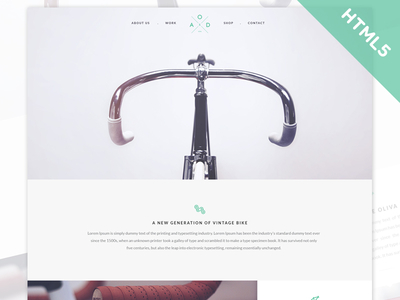 HTML5
ABOUT US
WORK
A O D
SHOP
CONTACT
A NEW GENERATION OF VINTAGE BIKE
Lorem Ipsum is simply dummy text of the printing and typesetting industry. Lorem Ipsum has been the industry's standard dummy text ever
since the 1500s, when an unknown printer took a galley of type and scrambled it to make a type specimen book. It has survived not only
five centuries, but also the leap into electronic typesetting, remaining essentially unchanged.